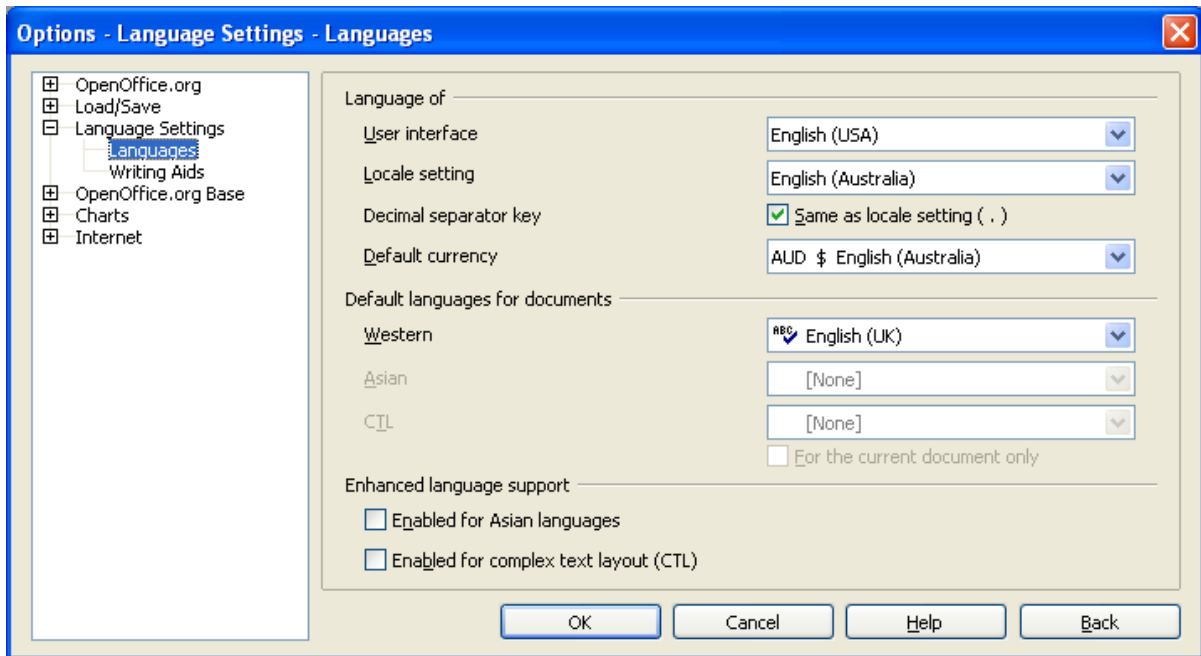 Options - Language Settings - Languages
OpenOffice.org
Load/Save
Language Settings
Languages
Writing Aids
OpenOffice.org Base
Charts
Internet
Language of
User interface English (USA)
Locale setting English (Australia)
Decimal separator key Same as locale setting ( . )
Default currency AUD $ English (Australia)
Default languages for documents
Western ABC English (UK)
Asian [None]
CTL [None]
For the current document only
Enhanced language support
Enabled for Asian languages
Enabled for complex text layout (CTL)
OK Cancel Help Back